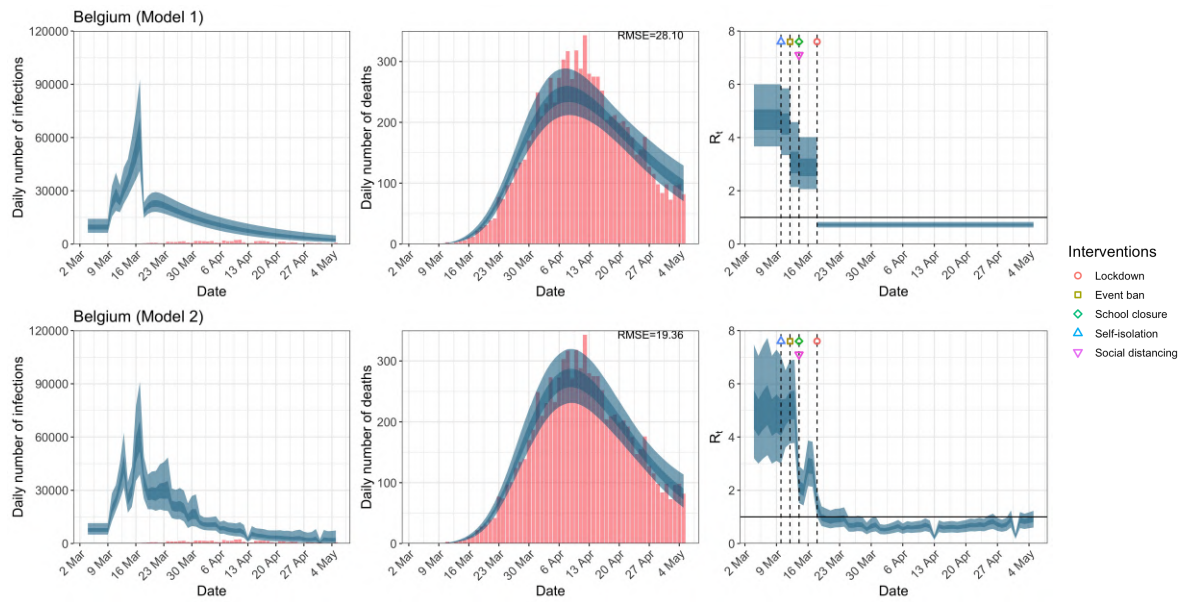 Belgium (Model 1)
Daily number of infections
120000
90000
60000
30000
0
2 Mar
9 Mar
16 Mar
23 Mar
30 Mar
6 Apr
13 Apr
20 Apr
27 Apr
4 May
Date
Daily number of deaths
300
200
100
0
RMSE=28.10
2 Mar
9 Mar
16 Mar
23 Mar
30 Mar
6 Apr
13 Apr
20 Apr
27 Apr
4 May
Date
Rt
8
6
4
2
0
2 Mar
9 Mar
16 Mar
23 Mar
30 Mar
6 Apr
13 Apr
20 Apr
27 Apr
4 May
Date
Belgium (Model 2)
Daily number of infections
120000
90000
60000
30000
0
2 Mar
9 Mar
16 Mar
23 Mar
30 Mar
6 Apr
13 Apr
20 Apr
27 Apr
4 May
Date
Daily number of deaths
300
200
100
0
RMSE=19.36
2 Mar
9 Mar
16 Mar
23 Mar
30 Mar
6 Apr
13 Apr
20 Apr
27 Apr
4 May
Date
Rt
8
6
4
2
0
2 Mar
9 Mar
16 Mar
23 Mar
30 Mar
6 Apr
13 Apr
20 Apr
27 Apr
4 May
Date
Interventions
Lockdown
Event ban
School closure
Self-isolation
Social distancing